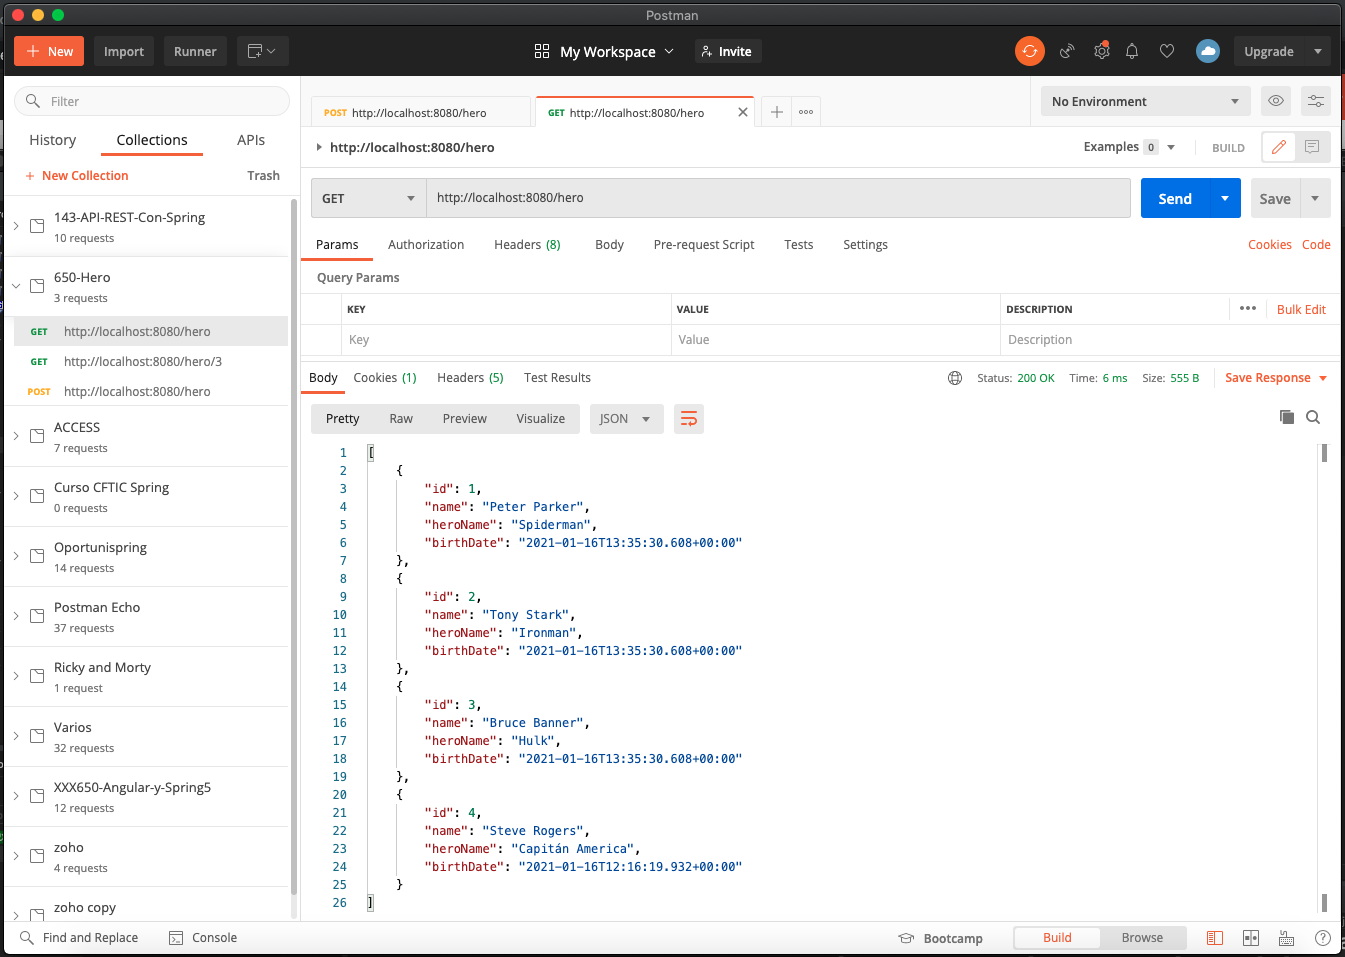 Postman
+ New
Import
Runner
My Workspace
Invite
Upgrade
Filter
History
Collections
APIs
+ New Collection
Trash
143-API-REST-Con-Spring
10 requests
650-Hero
3 requests
GET http://localhost:8080/hero
GET http://localhost:8080/hero/3
POST http://localhost:8080/hero
ACCESS
7 requests
Curso CFTIC Spring
0 requests
Oportunispring
14 requests
Postman Echo
37 requests
Ricky and Morty
1 request
Varios
32 requests
XXX650-Angular-y-Spring5
12 requests
zoho
4 requests
zoho copy
POST http://localhost:8080/hero
GET http://localhost:8080/hero
No Environment
http://localhost:8080/hero
Examples 0
BUILD
GET
http://localhost:8080/hero
Send
Save
Params
Authorization
Headers (8)
Body
Pre-request Script
Tests
Settings
Cookies
Code
Query Params
KEY
VALUE
DESCRIPTION
Bulk Edit
Key
Value
Description
Body
Cookies (1)
Headers (5)
Test Results
Status: 200 OK
Time: 6 ms
Size: 555 B
Save Response
Pretty
Raw
Preview
Visualize
JSON
1 [
2 {
3 "id": 1,
4 "name": "Peter Parker",
5 "heroName": "Spiderman",
6 "birthDate": "2021-01-16T13:35:30.608+00:00"
7 },
8 {
9 "id": 2,
10 "name": "Tony Stark",
11 "heroName": "Ironman",
12 "birthDate": "2021-01-16T13:35:30.608+00:00"
13 },
14 {
15 "id": 3,
16 "name": "Bruce Banner",
17 "heroName": "Hulk",
18 "birthDate": "2021-01-16T13:35:30.608+00:00"
19 },
20 {
21 "id": 4,
22 "name": "Steve Rogers",
23 "heroName": "Capitán America",
24 "birthDate": "2021-01-16T12:16:19.932+00:00"
25 }
26 ]
Find and Replace
Console
Bootcamp
Build
Browse